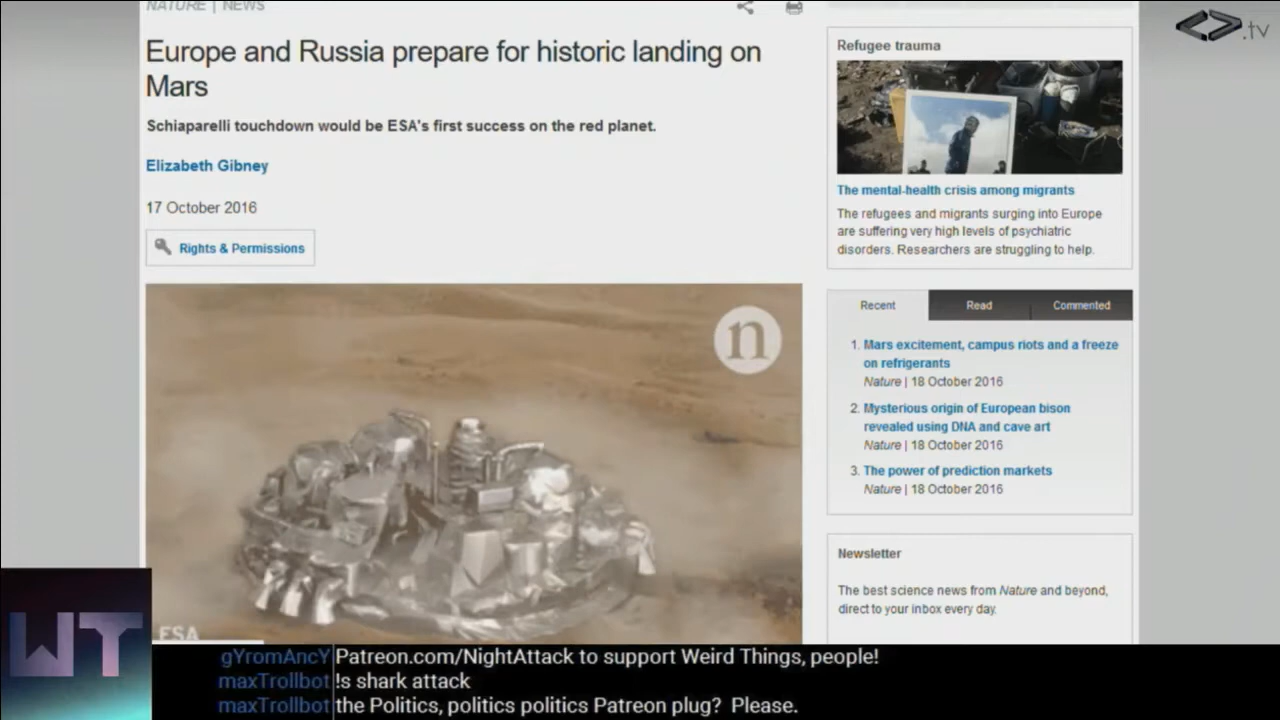 NATURE | NEWS
Europe and Russia prepare for historic landing on
Mars
Schiaparelli touchdown would be ESA's first success on the red planet.
Elizabeth Gibney
17 October 2016
Rights & Permissions
n
ESA
.tv
Refugee trauma
The mental-health crisis among migrants
The refugees and migrants surging into Europe
are suffering very high levels of psychiatric
disorders. Researchers are struggling to help.
Recent Read Commented
1. Mars excitement, campus riots and a freeze
on refrigerants
Nature | 18 October 2016
2. Mysterious origin of European bison
revealed using DNA and cave art
Nature | 18 October 2016
3. The power of prediction markets
Nature | 18 October 2016
Newsletter
The best science news from Nature and beyond,
direct to your inbox every day.
WT
gYromAncY Patreon.com/NightAttack to support Weird Things, people!
maxTrollbot !s shark attack
maxTrollbot the Politics, politics politics Patreon plug? Please.